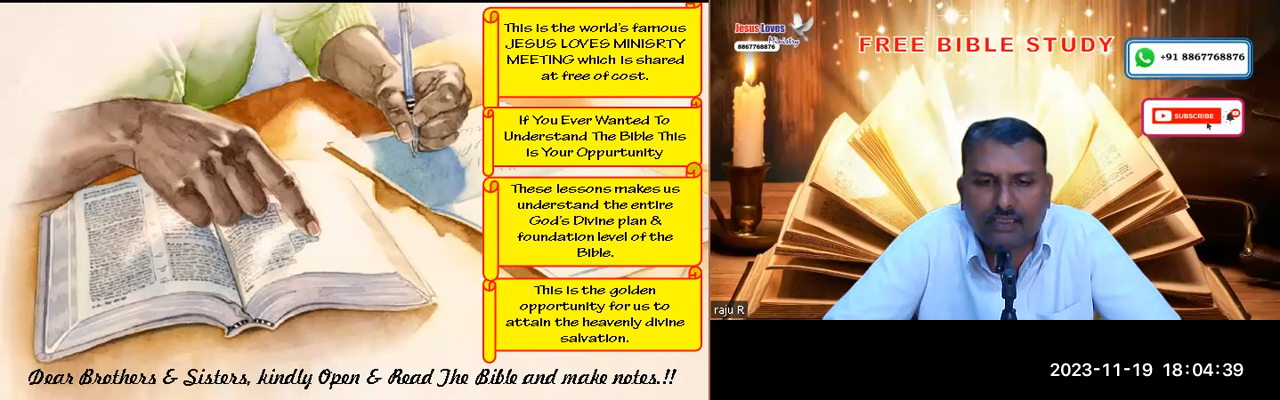 This is the world's famous
JESUS LOVES MINISRTY
MEETING which is shared
at free of cost.
If You Ever Wanted To
Understand The Bible This
is Your Oppurtunity
These lessons makes us
understand the entire
God's Divine plan &
foundation level of the
Bible.
This is the golden
opportunity for us to
attain the heavenly divine
salvation.
Dear Brothers & Sisters, kindly Open & Read The Bible and make notes.!!
Jesus Loves
Ministry
8867768876
FREE BIBLE STUDY
+91 8867768876
SUBSCRIBE
raju R
2023-11-19 18:04:39